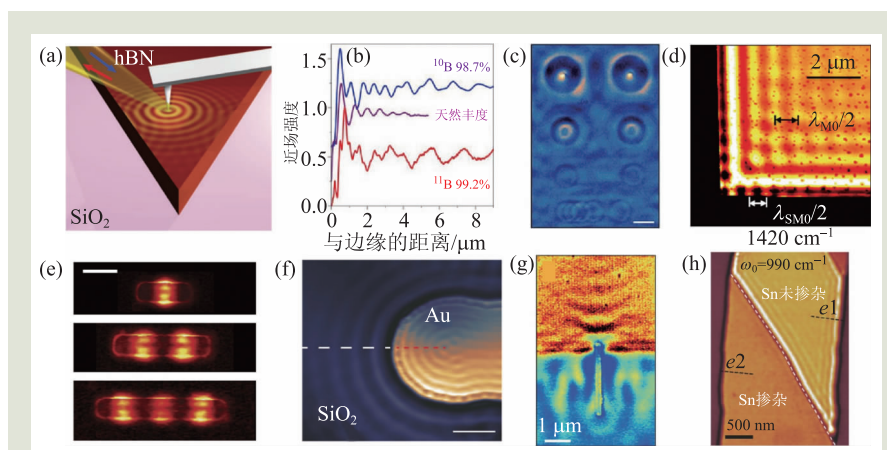 (a)
hBN
SiO₂
(b)
近场强度
1.5
1.0
0.5
0.0
¹⁰B 98.7%
天然丰度
¹¹B 99.2%
0 2 4 6 8
与边缘的距离/μm
(c)
(d)
2 μm
λM0/2
λSM0/2
1420 cm⁻¹
(e)
(f)
Au
SiO₂
(g)
1 μm
(h)
ω₀=990 cm⁻¹
Sn未掺杂
e1
e2
Sn掺杂
500 nm